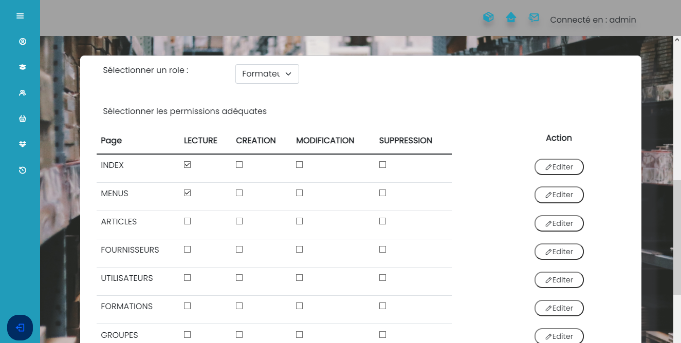 Connecté en : admin
Sélectionner un role :
Formateu
Sélectionner les permissions adéquates
Page LECTURE CREATION MODIFICATION SUPPRESSION Action
INDEX Editer
MENUS Editer
ARTICLES Editer
FOURNISSEURS Editer
UTILISATEURS Editer
FORMATIONS Editer
GROUPES Editer